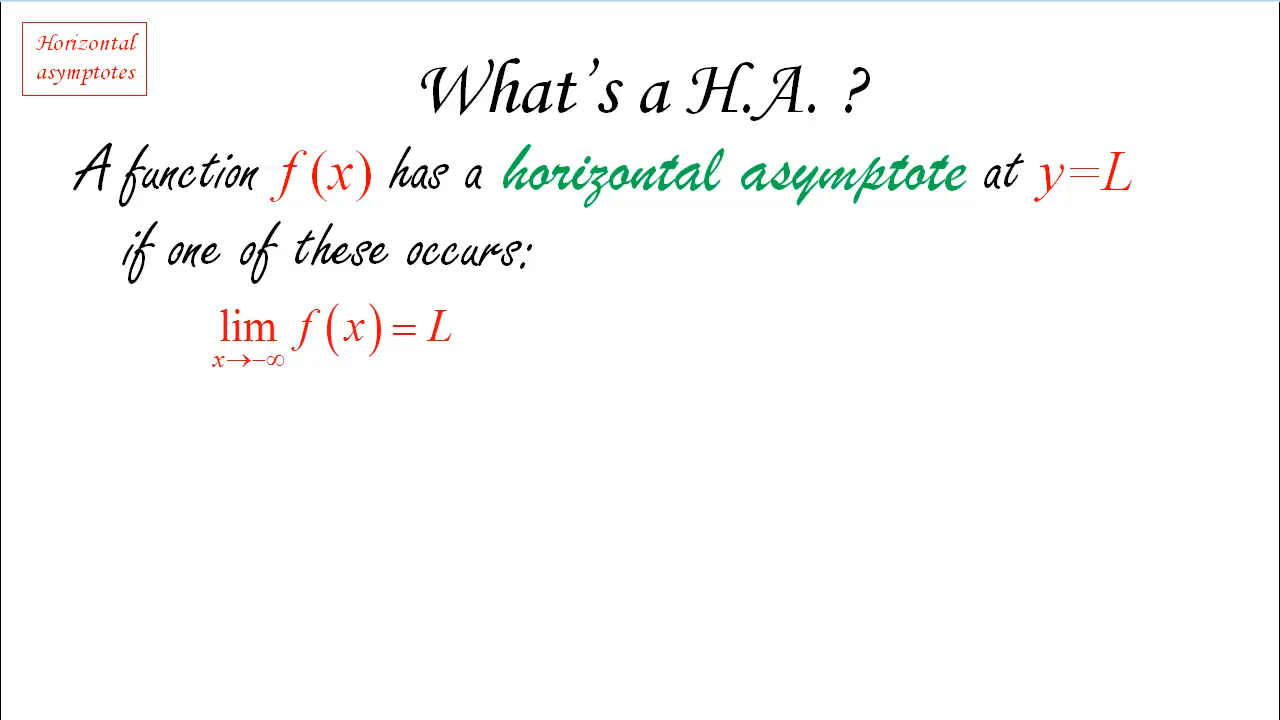 Horizontal
asymptotes
What's a H.A. ?
A function f (x) has a horizontal asymptote at y=L
if one of these occurs:
lim f(x) = L
x→−∞